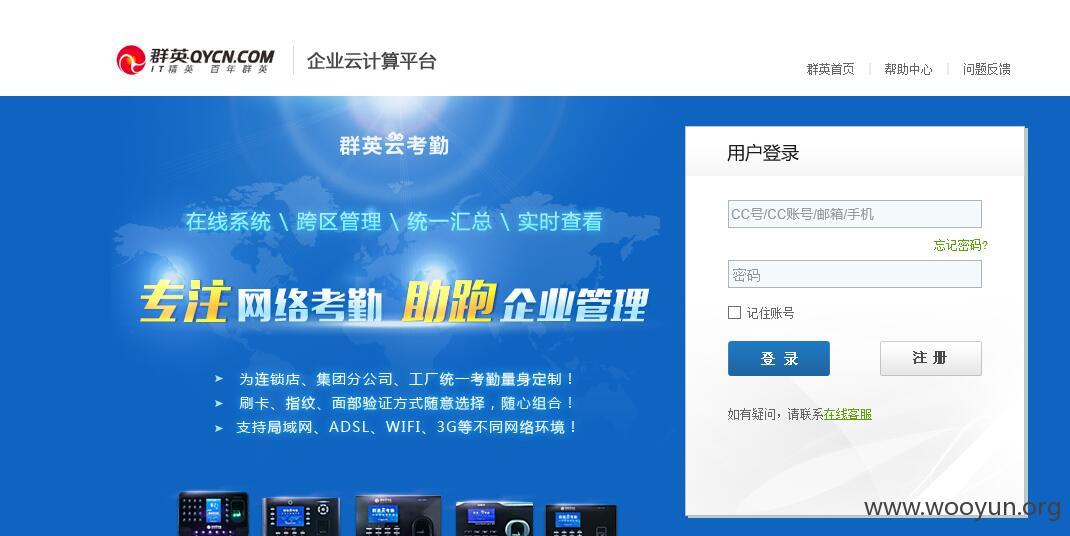 群英·QYCN.COM
IT精英 百年群英
企业云计算平台
群英首页 | 帮助中心 | 问题反馈
群英云考勤
在线系统 \ 跨区管理 \ 统一汇总 \ 实时查看
专注网络考勤 助跑企业管理
➤ 为连锁店、集团分公司、工厂统一考勤量身定制！
➤ 刷卡、指纹、面部验证方式随意选择，随心组合！
➤ 支持局域网、ADSL、WIFI、3G等不同网络环境！
用户登录
CC号/CC账号/邮箱/手机
忘记密码?
密码
记住账号
登 录
注 册
如有疑问，请联系在线客服
www.wooyun.org